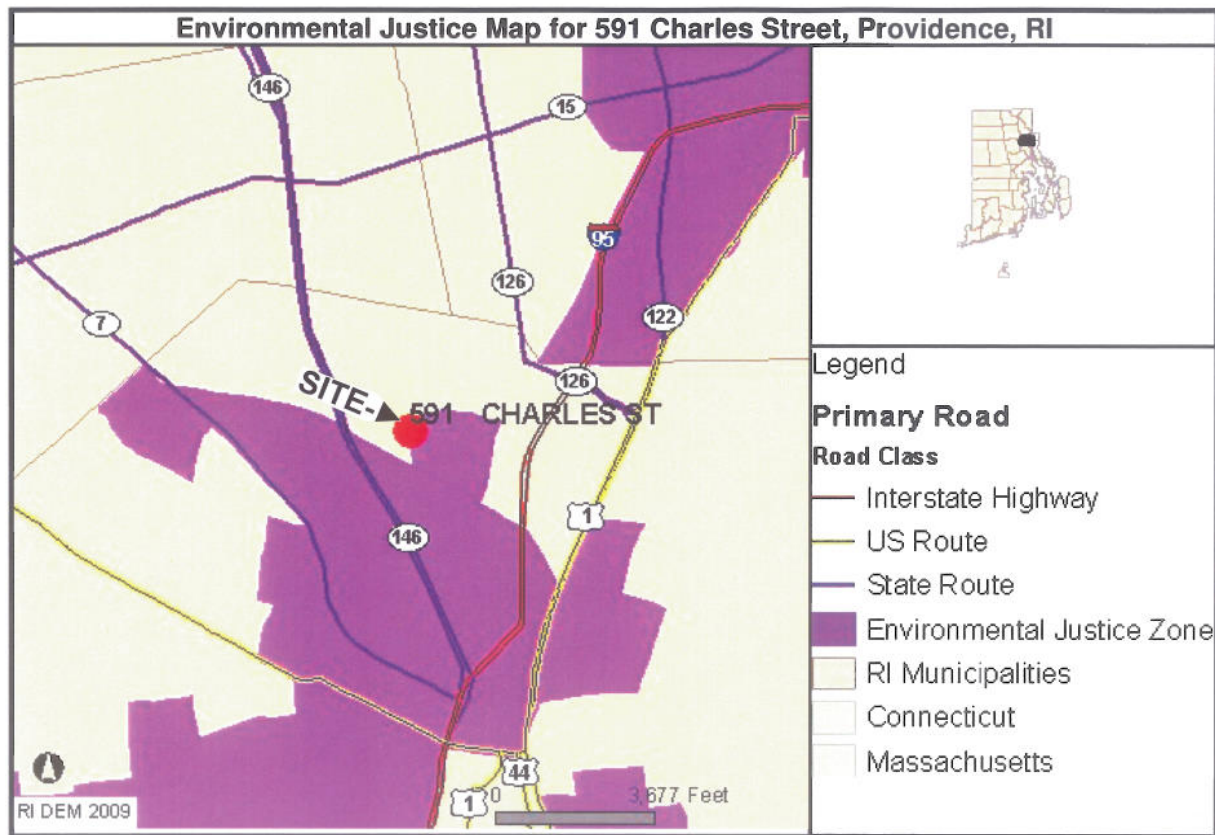 Environmental Justice Map for 591 Charles Street, Providence, RI
146
15
95
126
122
7
126
SITE-
591 CHARLES ST
1
146
44
1
0 3,677 Feet
RI DEM 2009
Legend
Primary Road
Road Class
Interstate Highway
US Route
State Route
Environmental Justice Zone
RI Municipalities
Connecticut
Massachusetts